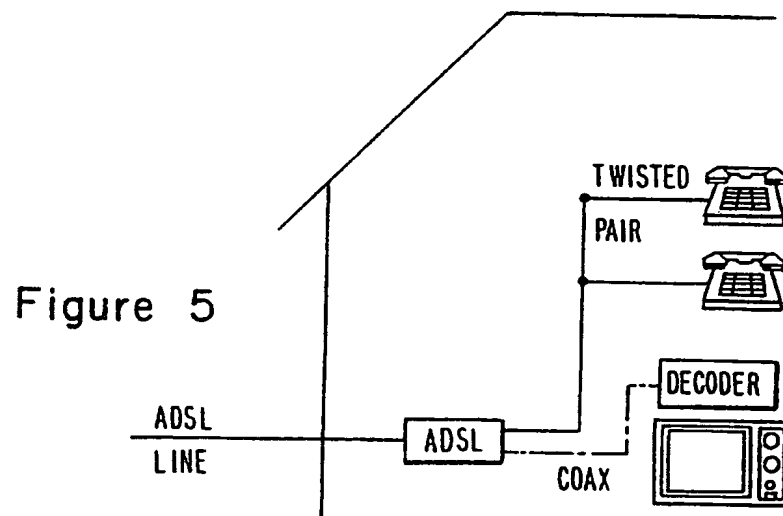 TWISTED
PAIR
Figure 5
DECODER
ADSL
LINE
ADSL
COAX